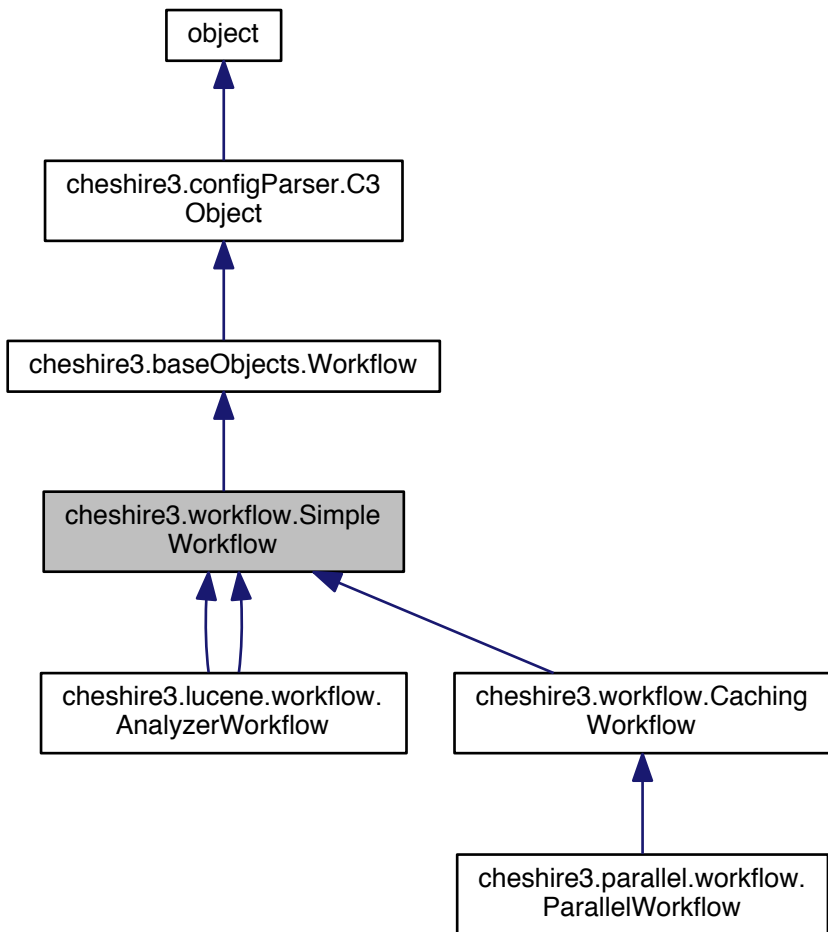 object
cheshire3.configParser.C3
Object
cheshire3.baseObjects.Workflow
cheshire3.workflow.Simple
Workflow
cheshire3.lucene.workflow.
AnalyzerWorkflow
cheshire3.workflow.Caching
Workflow
cheshire3.parallel.workflow.
ParallelWorkflow